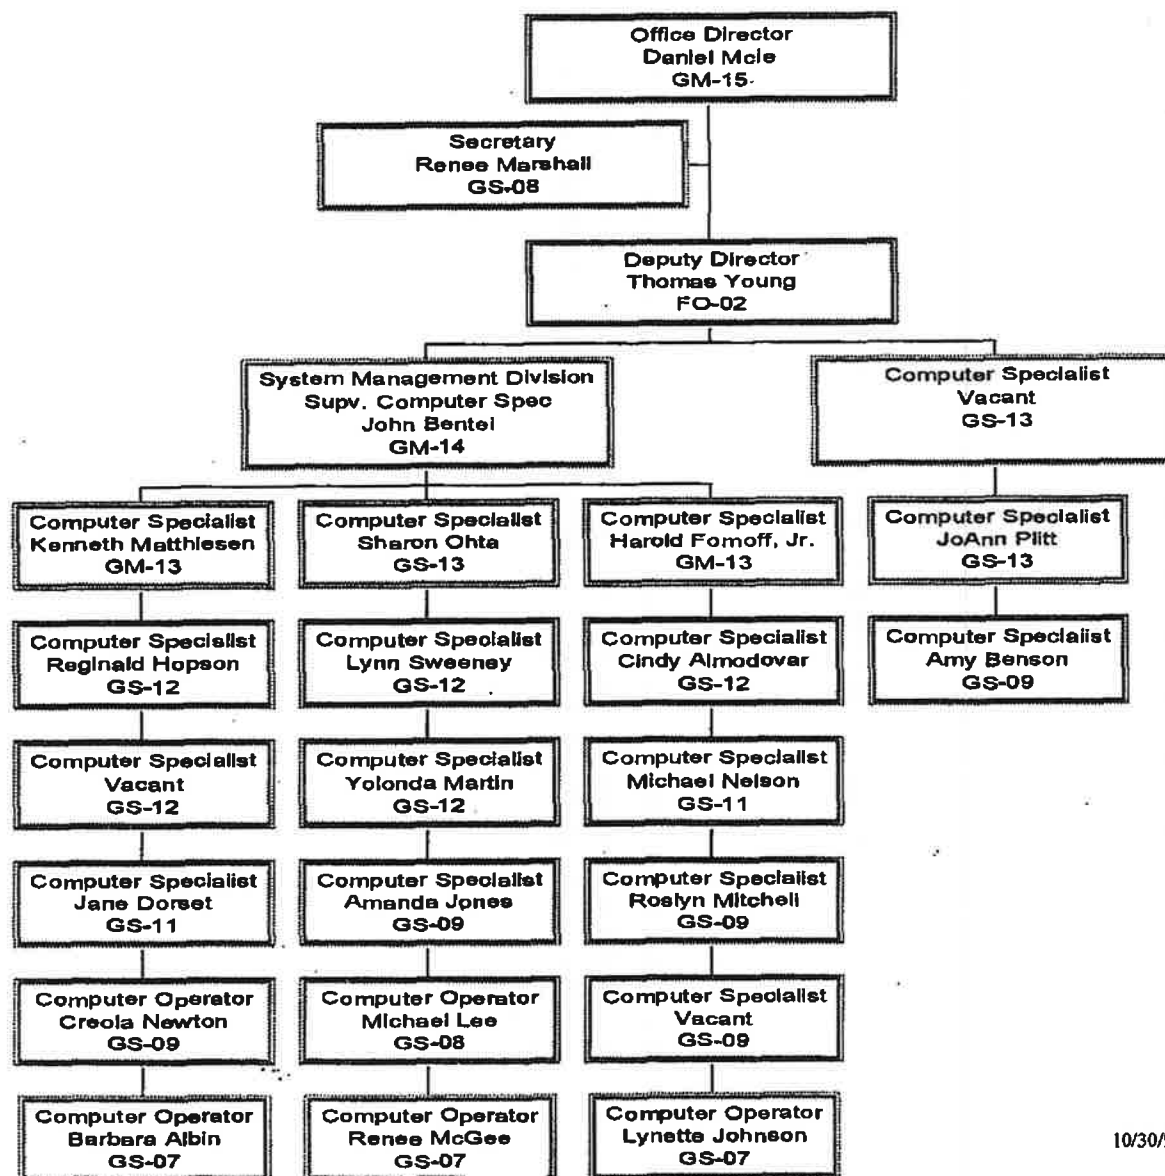 Office Director
Daniel Mcie
GM-15
Secretary
Renee Marshall
GS-08
Deputy Director
Thomas Young
FO-02
System Management Division
Supv. Computer Spec
John Bentel
GM-14
Computer Specialist
Vacant
GS-13
Computer Specialist
Kenneth Matthiesen
GM-13
Computer Specialist
Sharon Ohta
GS-13
Computer Specialist
Harold Fornoff, Jr.
GM-13
Computer Specialist
JoAnn Plitt
GS-13
Computer Specialist
Reginald Hopson
GS-12
Computer Specialist
Lynn Sweeney
GS-12
Computer Specialist
Cindy Almodovar
GS-12
Computer Specialist
Amy Benson
GS-09
Computer Specialist
Vacant
GS-12
Computer Specialist
Yolonda Martin
GS-12
Computer Specialist
Michael Nelson
GS-11
Computer Specialist
Jane Dorset
GS-11
Computer Specialist
Amanda Jones
GS-09
Computer Specialist
Roslyn Mitchell
GS-09
Computer Operator
Creola Newton
GS-09
Computer Operator
Michael Lee
GS-08
Computer Specialist
Vacant
GS-09
Computer Operator
Barbara Albin
GS-07
Computer Operator
Renee McGee
GS-07
Computer Operator
Lynette Johnson
GS-07
10/30/